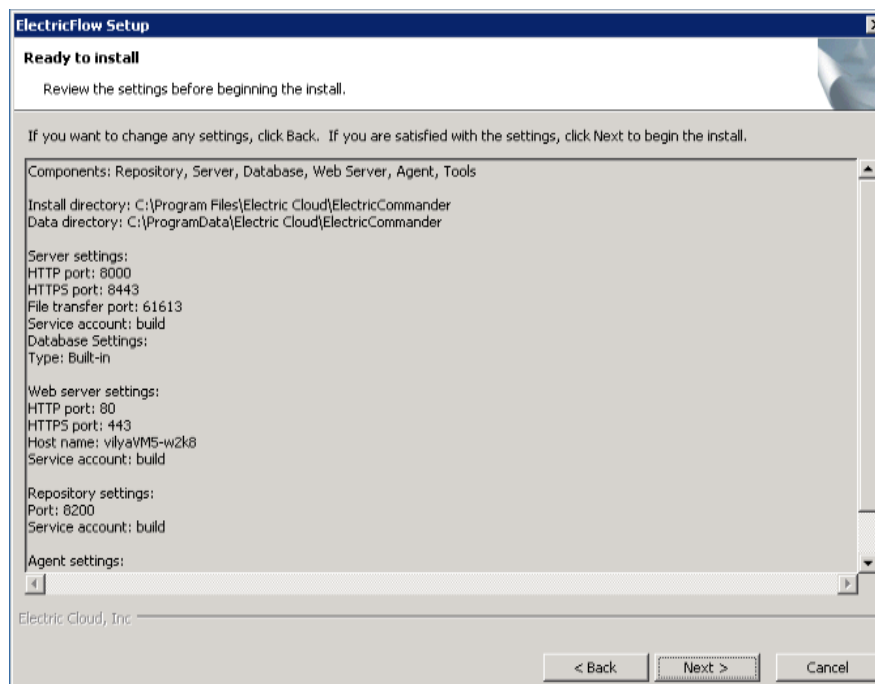 ElectricFlow Setup
Ready to install
Review the settings before beginning the install.
If you want to change any settings, click Back. If you are satisfied with the settings, click Next to begin the install.
Components: Repository, Server, Database, Web Server, Agent, Tools
Install directory: C:\Program Files\Electric Cloud\ElectricCommander
Data directory: C:\ProgramData\Electric Cloud\ElectricCommander
Server settings:
HTTP port: 8000
HTTPS port: 8443
File transfer port: 61613
Service account: build
Database Settings:
Type: Built-in
Web server settings:
HTTP port: 80
HTTPS port: 443
Host name: vilyaVM5-w2k8
Service account: build
Repository settings:
Port: 8200
Service account: build
Agent settings:
Electric Cloud, Inc
< Back Next > Cancel